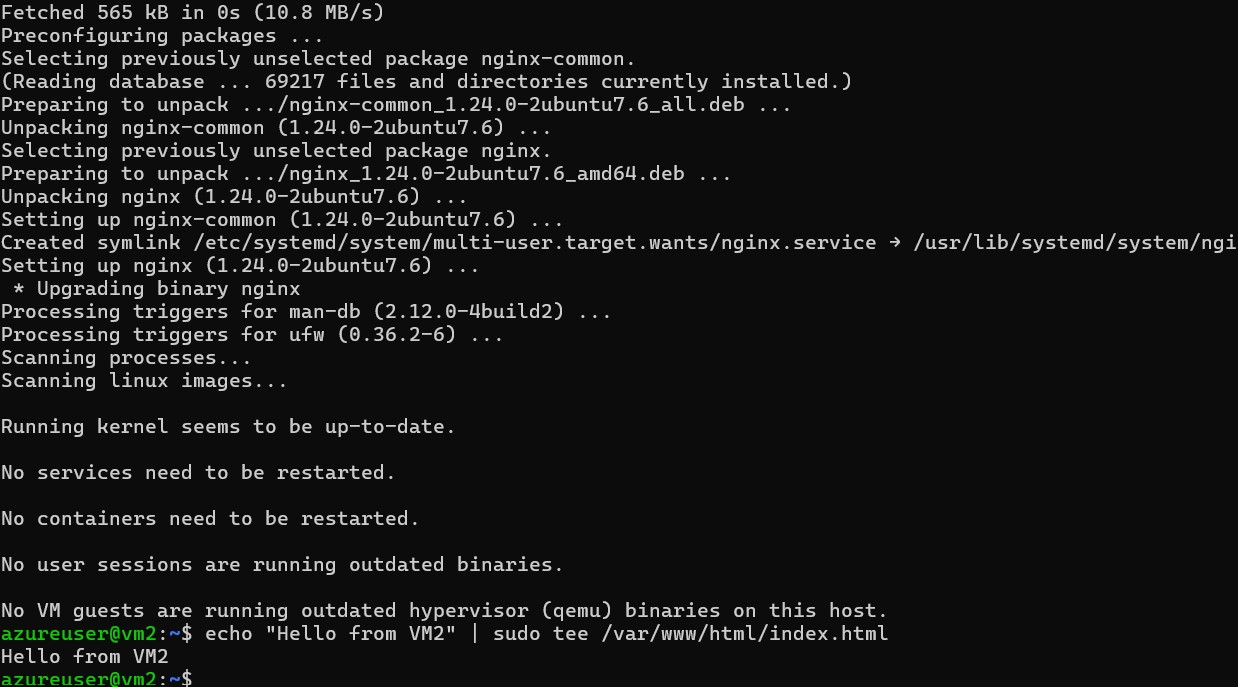 Fetched 565 kB in 0s (10.8 MB/s)
Preconfiguring packages ...
Selecting previously unselected package nginx-common.
(Reading database ... 69217 files and directories currently installed.)
Preparing to unpack .../nginx-common_1.24.0-2ubuntu7.6_all.deb ...
Unpacking nginx-common (1.24.0-2ubuntu7.6) ...
Selecting previously unselected package nginx.
Preparing to unpack .../nginx_1.24.0-2ubuntu7.6_amd64.deb ...
Unpacking nginx (1.24.0-2ubuntu7.6) ...
Setting up nginx-common (1.24.0-2ubuntu7.6) ...
Created symlink /etc/systemd/system/multi-user.target.wants/nginx.service → /usr/lib/systemd/system/ngi
Setting up nginx (1.24.0-2ubuntu7.6) ...
 * Upgrading binary nginx
Processing triggers for man-db (2.12.0-4build2) ...
Processing triggers for ufw (0.36.2-6) ...
Scanning processes...
Scanning linux images...

Running kernel seems to be up-to-date.

No services need to be restarted.

No containers need to be restarted.

No user sessions are running outdated binaries.

No VM guests are running outdated hypervisor (qemu) binaries on this host.
azureuser@vm2:~$ echo "Hello from VM2" | sudo tee /var/www/html/index.html
Hello from VM2
azureuser@vm2:~$